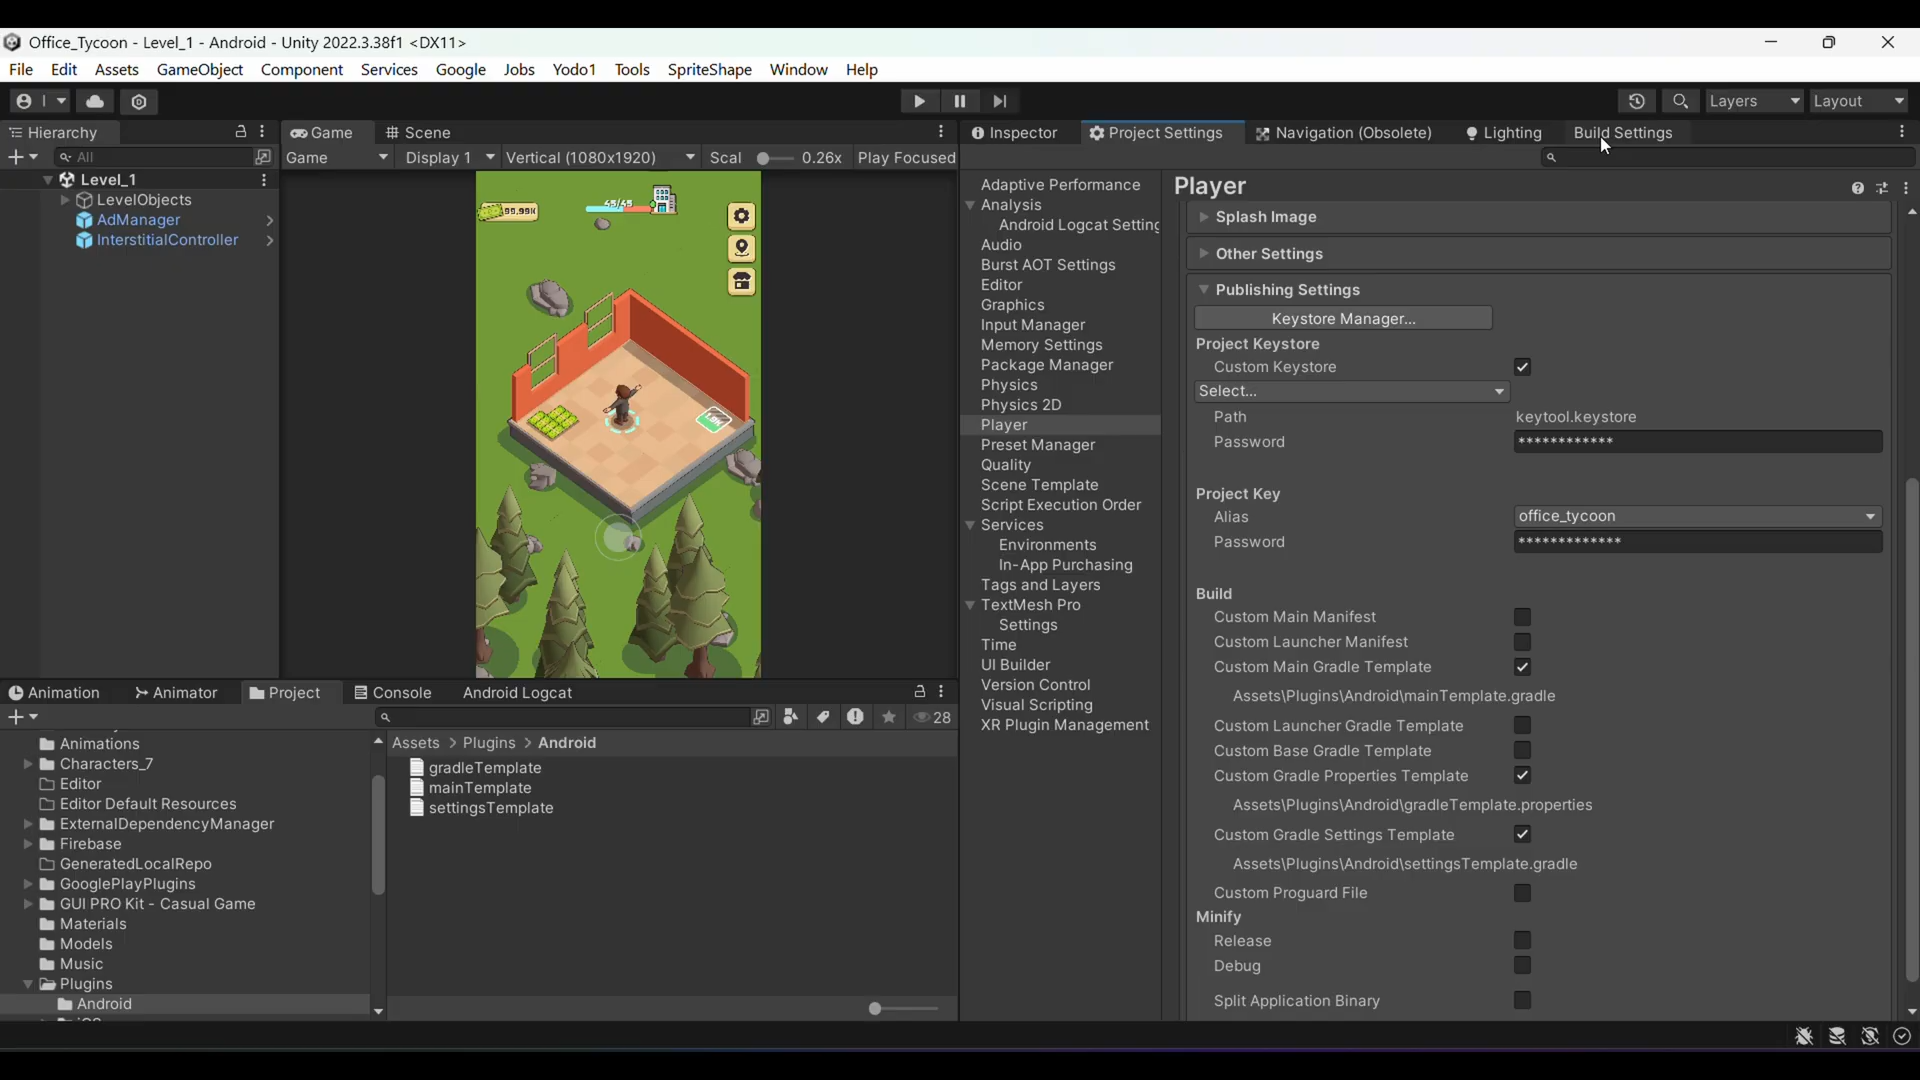 Office_Tycoon - Level_1 - Android - Unity 2022.3.38f1 <DX11>
File Edit Assets GameObject Component Services Google Jobs Yodo1 Tools SpriteShape Window Help
Layers Layout
Hierarchy
All
Level_1
LevelObjects
AdManager
InterstitialController
Game Scene
Game Display 1 Vertical (1080x1920) Scal 0.26x Play Focused
99,99K
45/45
Inspector Project Settings Navigation (Obsolete) Lighting Build Settings
Adaptive Performance
Analysis
Android Logcat Setting
Audio
Burst AOT Settings
Editor
Graphics
Input Manager
Memory Settings
Package Manager
Physics
Physics 2D
Player
Preset Manager
Quality
Scene Template
Script Execution Order
Services
Environments
In-App Purchasing
Tags and Layers
TextMesh Pro
Settings
Time
UI Builder
Version Control
Visual Scripting
XR Plugin Management
Player
Splash Image
Other Settings
Publishing Settings
Keystore Manager...
Project Keystore
Custom Keystore
Select...
Path keytool.keystore
Password ************
Project Key
Alias office_tycoon
Password *************
Build
Custom Main Manifest
Custom Launcher Manifest
Custom Main Gradle Template
Assets\Plugins\Android\mainTemplate.gradle
Custom Launcher Gradle Template
Custom Base Gradle Template
Custom Gradle Properties Template
Assets\Plugins\Android\gradleTemplate.properties
Custom Gradle Settings Template
Assets\Plugins\Android\settingsTemplate.gradle
Custom Proguard File
Minify
Release
Debug
Split Application Binary
Animation Animator Project Console Android Logcat
28
Animations
Characters_7
Editor
Editor Default Resources
ExternalDependencyManager
Firebase
GeneratedLocalRepo
GooglePlayPlugins
GUI PRO Kit - Casual Game
Materials
Models
Music
Plugins
Android
Assets > Plugins > Android
gradleTemplate
mainTemplate
settingsTemplate